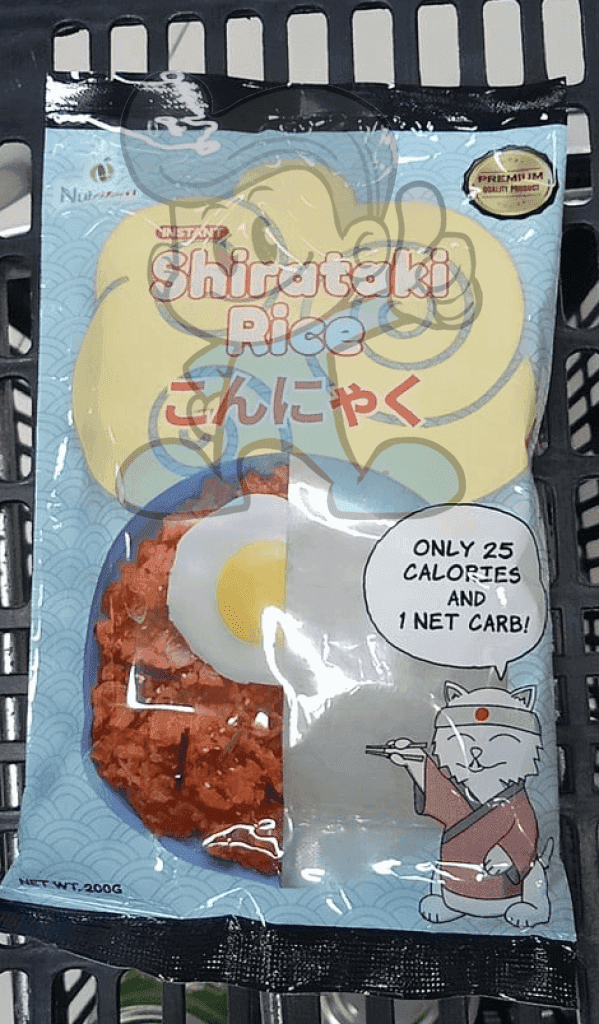 PREMIUM
QUALITY PRODUCT
INSTANT
Shirataki
Rice
こんにゃく
ONLY 25
CALORIES
AND
1 NET CARB!
NET WT. 200G